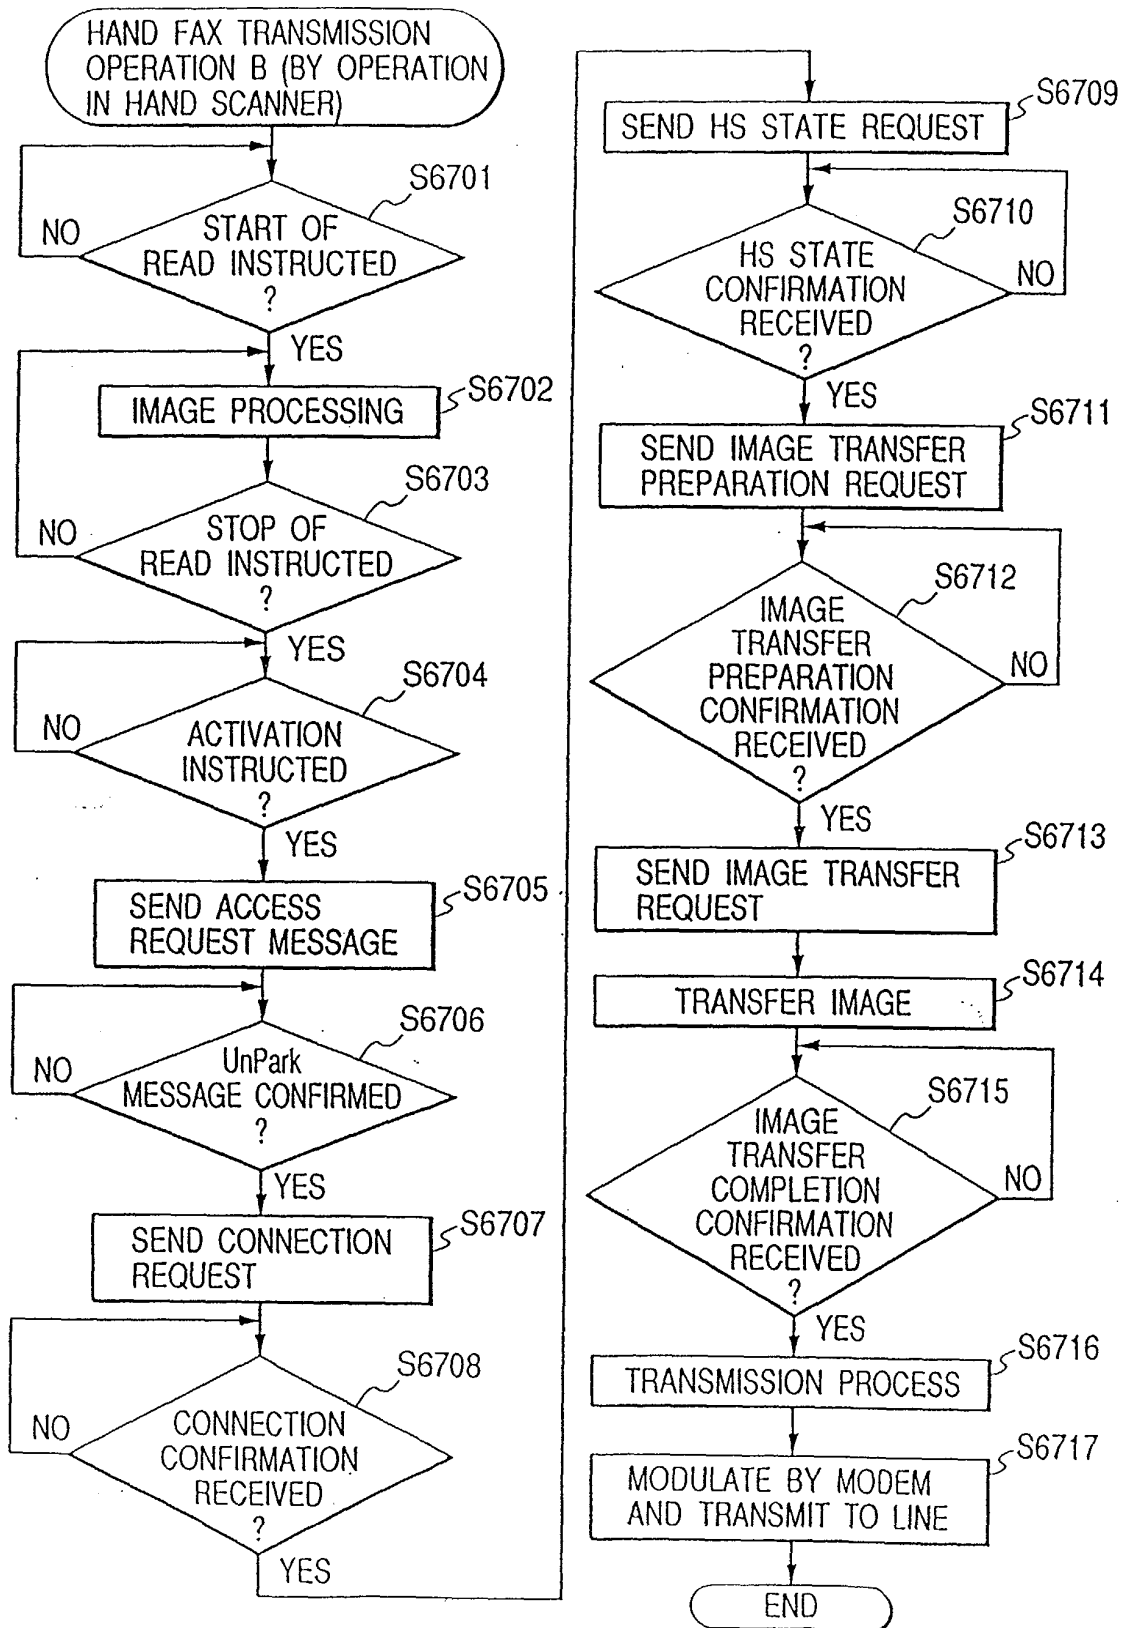 HAND FAX TRANSMISSION
OPERATION B (BY OPERATION
IN HAND SCANNER)
S6701
NO
START OF
READ INSTRUCTED
?
YES
S6702
IMAGE PROCESSING
S6703
NO
STOP OF
READ INSTRUCTED
?
YES
S6704
NO
ACTIVATION
INSTRUCTED
?
YES
S6705
SEND ACCESS
REQUEST MESSAGE
S6706
NO
UnPark
MESSAGE CONFIRMED
?
YES
S6707
SEND CONNECTION
REQUEST
S6708
NO
CONNECTION
CONFIRMATION
RECEIVED
?
YES
S6709
SEND HS STATE REQUEST
S6710
HS STATE
CONFIRMATION
RECEIVED
?
NO
YES
S6711
SEND IMAGE TRANSFER
PREPARATION REQUEST
S6712
IMAGE
TRANSFER
PREPARATION
CONFIRMATION
RECEIVED
?
NO
YES
S6713
SEND IMAGE TRANSFER
REQUEST
S6714
TRANSFER IMAGE
S6715
IMAGE
TRANSFER
COMPLETION
CONFIRMATION
RECEIVED
?
NO
YES
S6716
TRANSMISSION PROCESS
S6717
MODULATE BY MODEM
AND TRANSMIT TO LINE
END